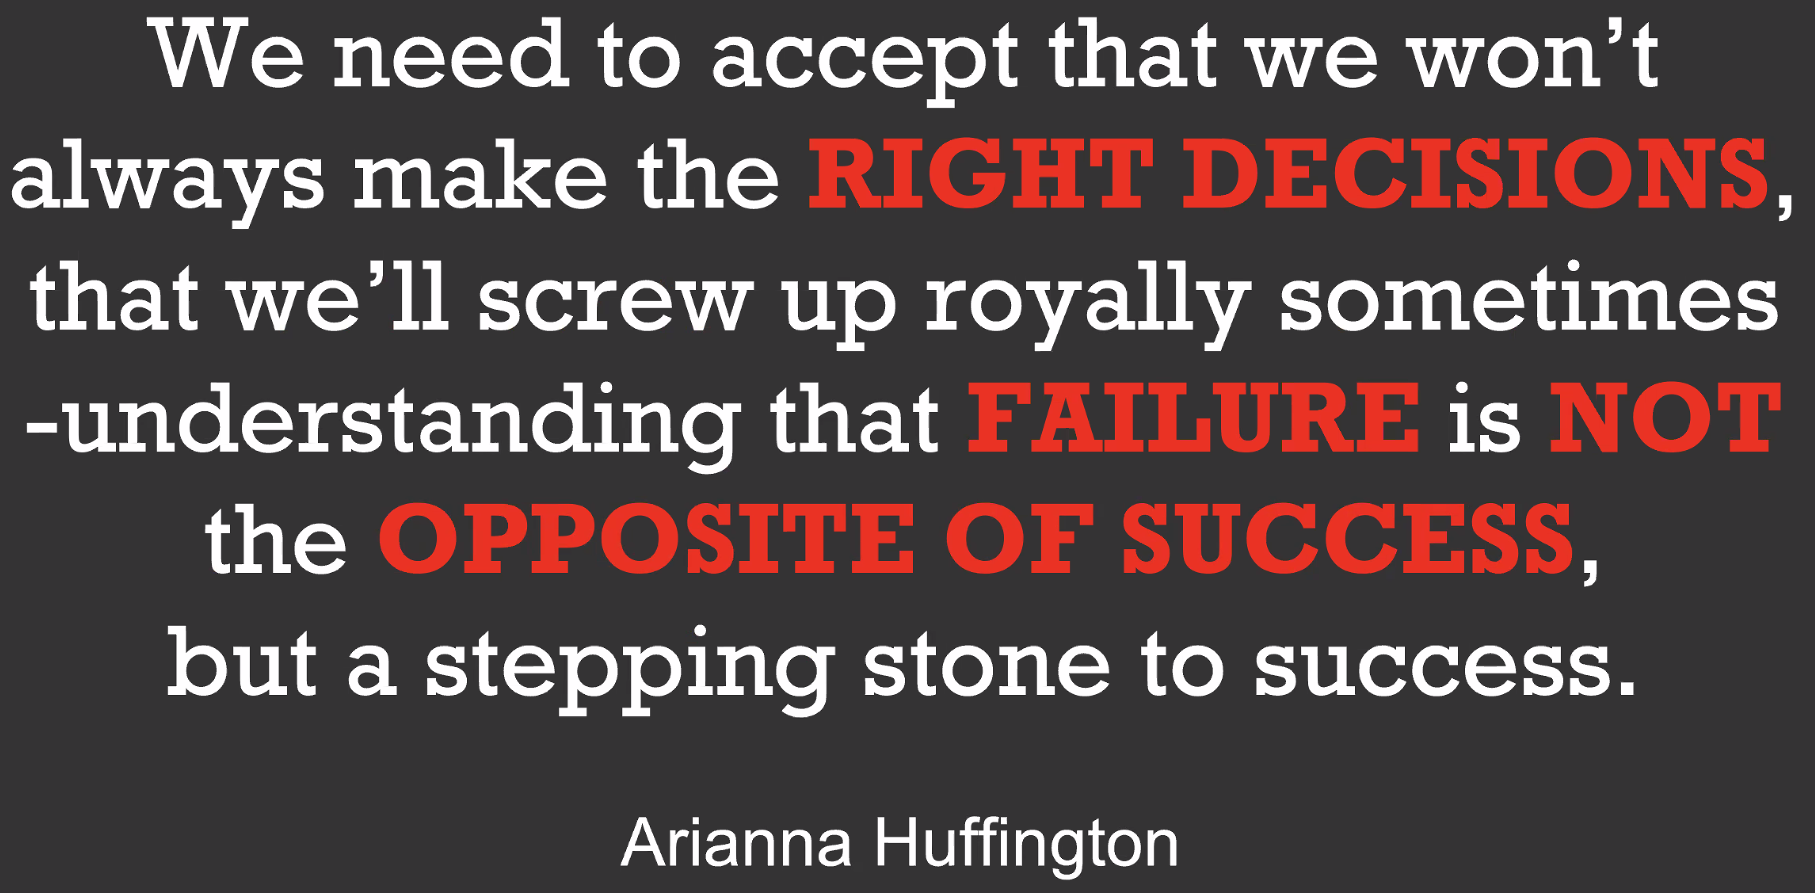 We need to accept that we won’t
always make the RIGHT DECISIONS,
that we’ll screw up royally sometimes
-understanding that FAILURE is NOT
the OPPOSITE OF SUCCESS,
but a stepping stone to success.
Arianna Huffington